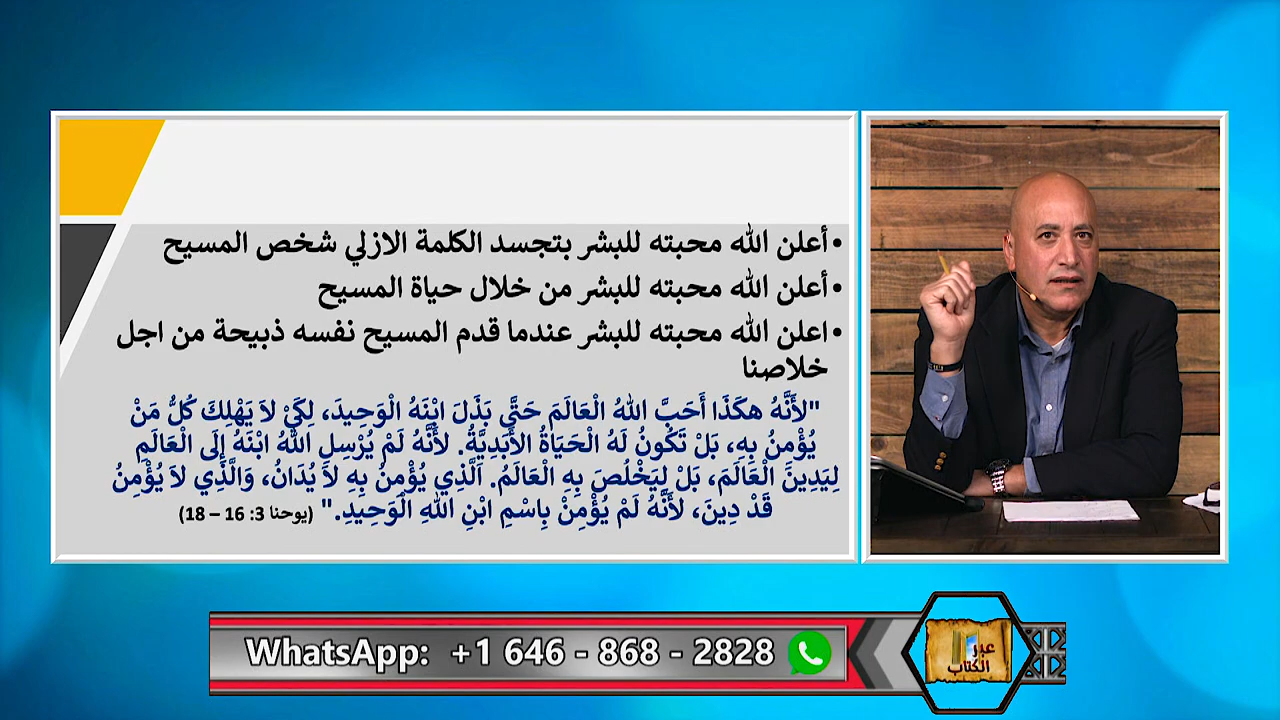 •أعلن الله محبته للبشر بتجسد الكلمة الازلي شخص المسيح
•أعلن الله محبته للبشر من خلال حياة المسيح
•اعلن الله محبته للبشر عندما قدم المسيح نفسه ذبيحة من اجل
خلاصنا
"لأَنَّهُ هكَذَا أَحَبَّ اللهُ الْعَالَمَ حَتَّى بَذَلَ ابْنَهُ الْوَحِيدَ، لِكَيْ لاَ يَهْلِكَ كُلُّ مَنْ
يُؤْمِنُ بِهِ، بَلْ تَكُونُ لَهُ الْحَيَاةُ الأَبَدِيَّةُ. لأَنَّهُ لَمْ يُرْسِلِ اللهُ ابْنَهُ إِلَى الْعَالَمِ
لِيَدِينَ الْعَالَمَ، بَلْ لِيَخْلُصَ بِهِ الْعَالَمُ. اَلَّذِي يُؤْمِنُ بِهِ لاَ يُدَانُ، وَالَّذِي لاَ يُؤْمِنُ
قَدْ دِينَ، لأَنَّهُ لَمْ يُؤْمِنْ بِاسْمِ ابْنِ اللهِ الْوَحِيدِ." (يوحنا 3: 16 – 18)
WhatsApp: +1 646 - 868 - 2828
عبر
الكتاب